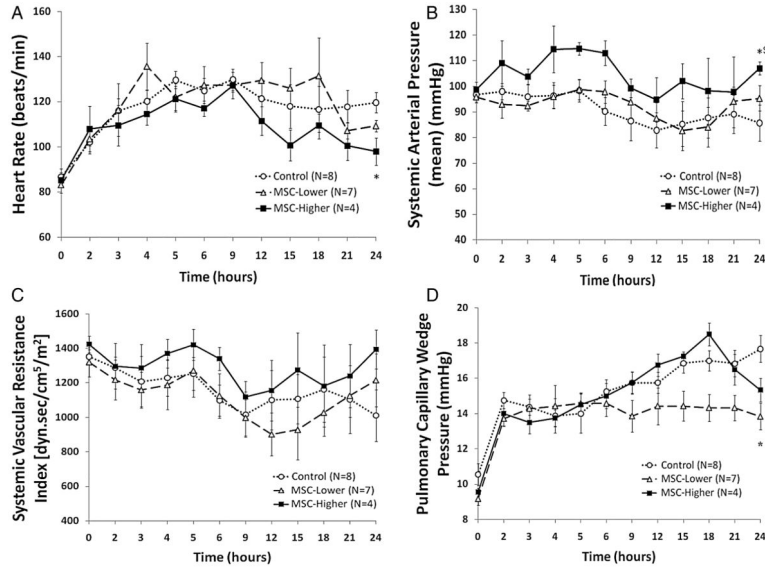 A
Heart Rate (beats/min)
160
140
120
100
80
60
Control (N=8)
MSC-Lower (N=7)
MSC-Higher (N=4)
*
0 2 3 4 5 6 9 12 15 18 21 24
Time (hours)
B
Systemic Arterial Pressure
(mean) (mmHg)
130
120
110
100
90
80
70
60
50
40
*$
Control (N=8)
MSC-Lower (N=7)
MSC-Higher (N=4)
0 2 3 4 5 6 9 12 15 18 21 24
Time (hours)
C
Systemic Vascular Resistance
Index [dyn.sec/cm⁵/m²]
1600
1400
1200
1000
800
600
400
Control (N=8)
MSC-Lower (N=7)
MSC-Higher (N=4)
0 2 3 4 5 6 9 12 15 18 21 24
Time (hours)
D
Pulmonary Capillary Wedge
Pressure (mmHg)
20
18
16
14
12
10
8
Control (N=8)
MSC-Lower (N=7)
MSC-Higher (N=4)
*
0 2 3 4 5 6 9 12 15 18 21 24
Time (hours)